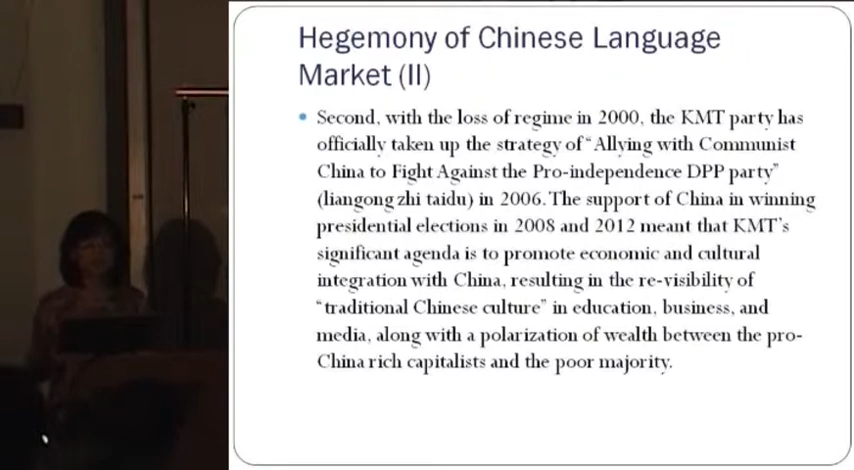 Hegemony of Chinese Language
Market (II)
• Second, with the loss of regime in 2000, the KMT party has
officially taken up the strategy of “Allying with Communist
China to Fight Against the Pro-independence DPP party”
(liangong zhi taidu) in 2006. The support of China in winning
presidential elections in 2008 and 2012 meant that KMT’s
significant agenda is to promote economic and cultural
integration with China, resulting in the re-visibility of
“traditional Chinese culture” in education, business, and
media, along with a polarization of wealth between the pro-
China rich capitalists and the poor majority.